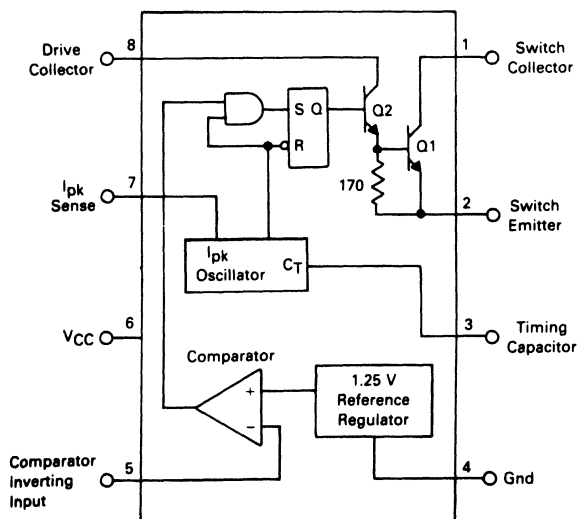 Drive
Collector
8
1
Switch
Collector
S Q
Q2
R
Q1
170
Ipk
Sense
7
2
Switch
Emitter
Ipk
Oscillator
CT
3
Timing
Capacitor
6
VCC
Comparator
+
−
1.25 V
Reference
Regulator
Comparator
Inverting
Input
5
4
Gnd